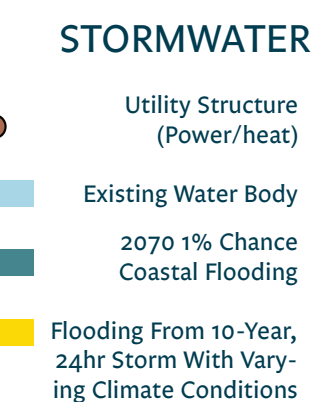 STORMWATER
Utility Structure
(Power/heat)
Existing Water Body
2070 1% Chance
Coastal Flooding
Flooding From 10-Year,
24hr Storm With Vary-
ing Climate Conditions